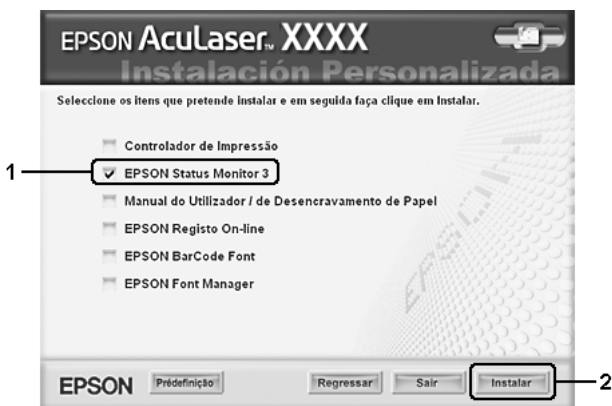 EPSON AcuLaser™ XXXX
Instalación Personalizada
Seleccione os itens que pretende instalar e em seguida faça clique em Instalar.
Controlador de Impressão
1
EPSON Status Monitor 3
Manual do Utilizador / de Desencravamento de Papel
EPSON Registo On-line
EPSON BarCode Font
EPSON Font Manager
EPSON
EPSON Prédefinição Regressar Sair Instalar 2